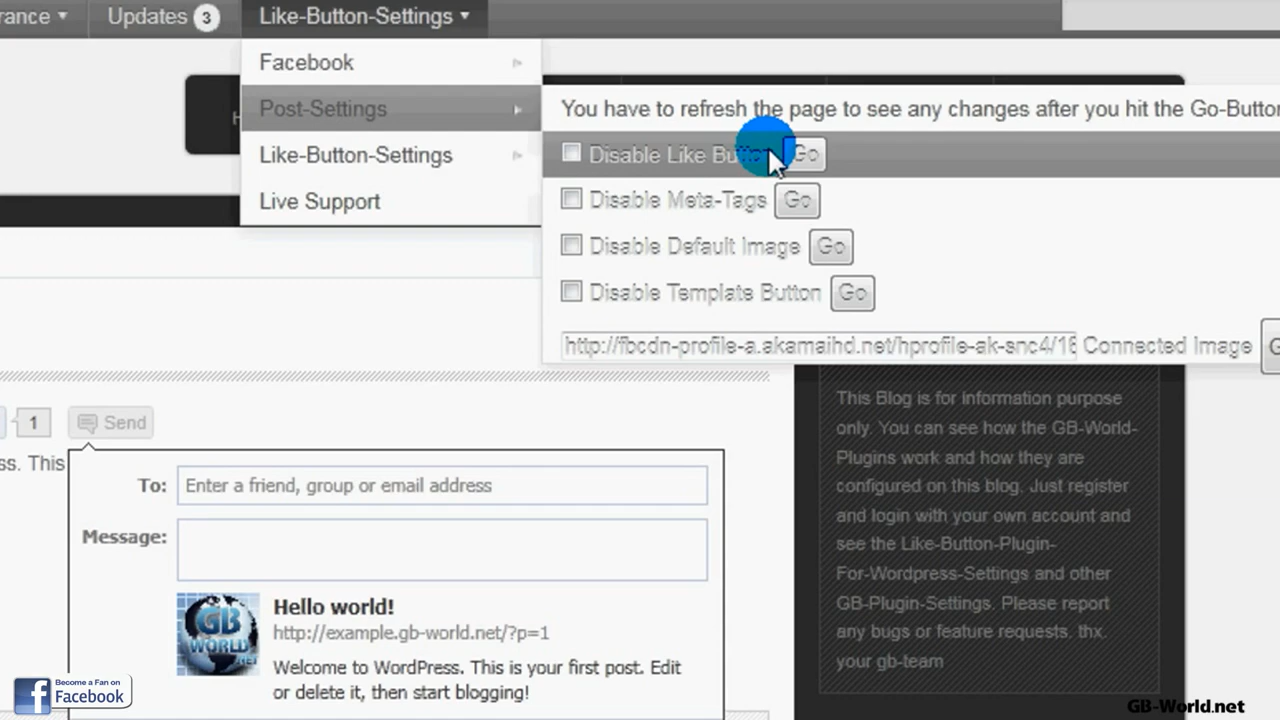 rance
Updates 3
Like-Button-Settings
Facebook
Post-Settings
Like-Button-Settings
Live Support
You have to refresh the page to see any changes after you hit the Go-Button
Disable Like Button Go
Disable Meta-Tags Go
Disable Default Image Go
Disable Template Button Go
http://fbcdn-profile-a.akamaihd.net/hprofile-ak-snc4/ Connected Image G
1
Send
ss. This
To: Enter a friend, group or email address
Message:
GB
WORLD
.NET
Hello world!
http://example.gb-world.net/?p=1
Welcome to WordPress. This is your first post. Edit
or delete it, then start blogging!
This Blog is for information purpose
only. You can see how the GB-World-
Plugins work and how they are
configured on this blog. Just register
and login with your own account and
see the Like-Button-Plugin-
For-Wordpress-Settings and other
GB-Plugin-Settings. Please report
any bugs or feature requests. thx.
your gb-team
Become a Fan on
Facebook
GB-World.net